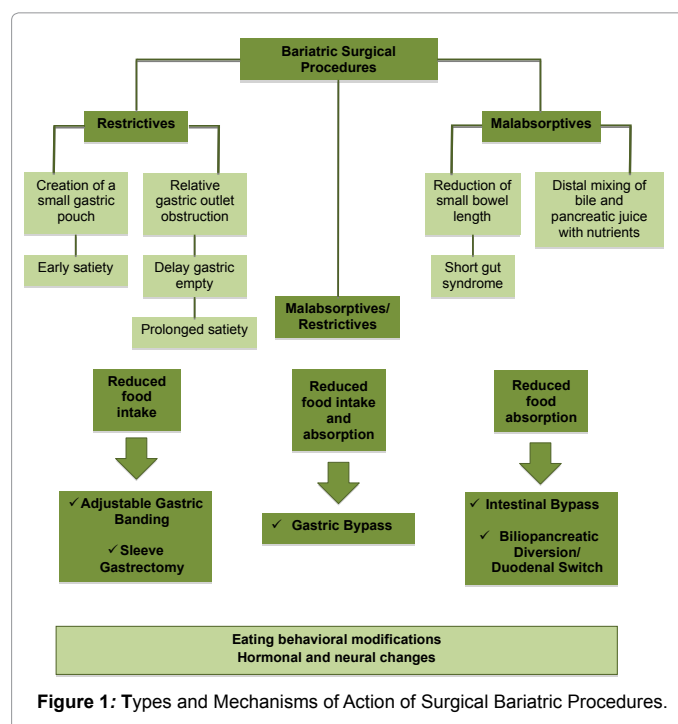 Bariatric Surgical
Procedures
Restrictives
Malabsorptives
Creation of a
small gastric
pouch
Relative
gastric outlet
obstruction
Reduction of
small bowel
length
Distal mixing of
bile and
pancreatic juice
with nutrients
Early satiety
Delay gastric
empty
Short gut
syndrome
Prolonged satiety
Malabsorptives/
Restrictives
Reduced
food
intake
Reduced
food intake
and
absorption
Reduced
food
absorption
✓ Adjustable Gastric
Banding
✓ Sleeve
Gastrectomy
✓ Gastric Bypass
✓ Intestinal Bypass
✓ Biliopancreatic
Diversion/
Duodenal Switch
Eating behavioral modifications
Hormonal and neural changes
Figure 1: Types and Mechanisms of Action of Surgical Bariatric Procedures.